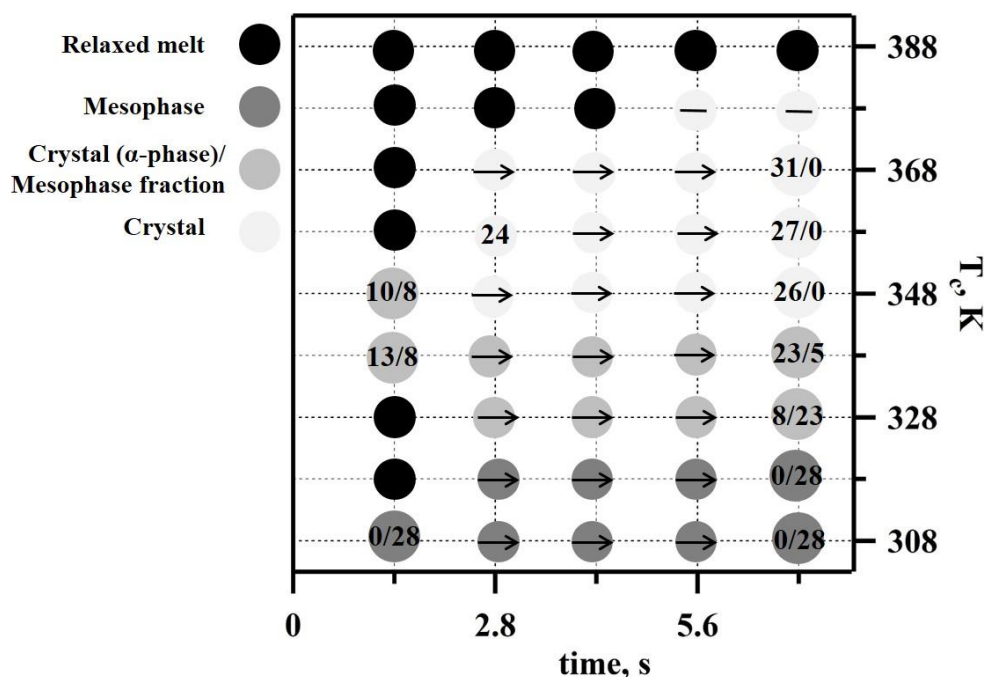 Relaxed melt
Mesophase
Crystal (α-phase)/
Mesophase fraction
Crystal
388
368
348
328
308
T_c, K
31/0
24
27/0
10/8
26/0
13/8
23/5
8/23
0/28
0/28
0/28
0
2.8
5.6
time, s